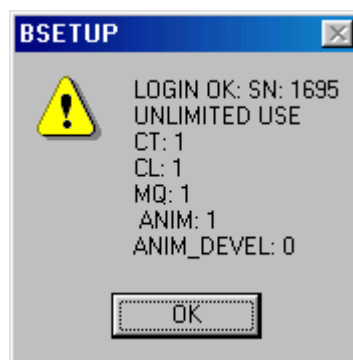 BSETUP
LOGIN OK: SN: 1695
UNLIMITED USE
CT: 1
CL: 1
MQ: 1
ANIM: 1
ANIM_DEVEL: 0
OK